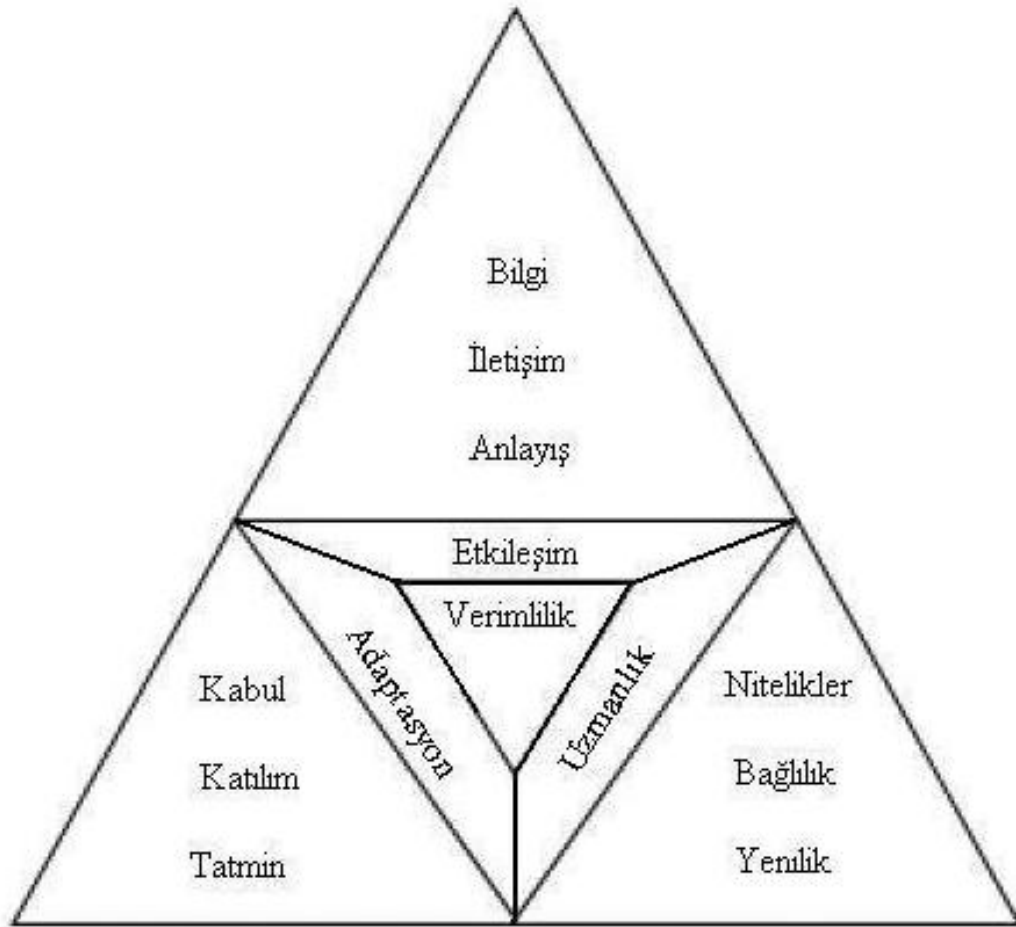 Bilgi
İletişim
Anlayış
Etkileşim
Verimlilik
Adaptasyon
Uzmanlık
Kabul
Katılım
Tatmin
Nitelikler
Bağlılık
Yenilik